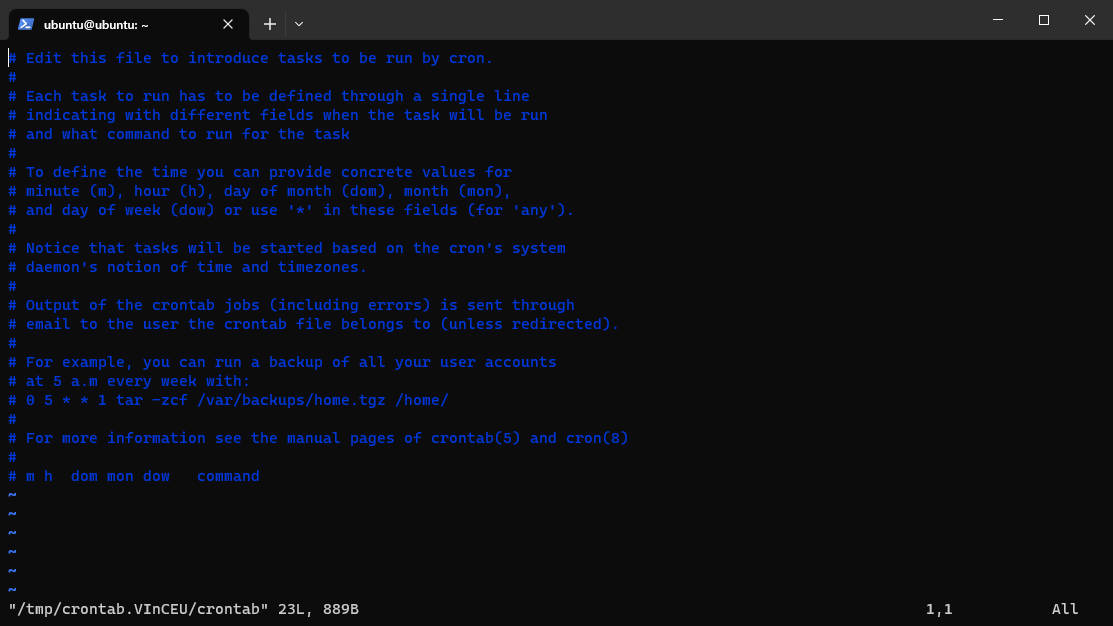 ubuntu@ubuntu: ~
# Edit this file to introduce tasks to be run by cron.
#
# Each task to run has to be defined through a single line
# indicating with different fields when the task will be run
# and what command to run for the task
#
# To define the time you can provide concrete values for
# minute (m), hour (h), day of month (dom), month (mon),
# and day of week (dow) or use '*' in these fields (for 'any').
#
# Notice that tasks will be started based on the cron's system
# daemon's notion of time and timezones.
#
# Output of the crontab jobs (including errors) is sent through
# email to the user the crontab file belongs to (unless redirected).
#
# For example, you can run a backup of all your user accounts
# at 5 a.m every week with:
# 0 5 * * 1 tar -zcf /var/backups/home.tgz /home/
#
# For more information see the manual pages of crontab(5) and cron(8)
#
# m h  dom mon dow   command
~
~
~
~
~
~
"/tmp/crontab.VInCEU/crontab" 23L, 889B 1,1 All